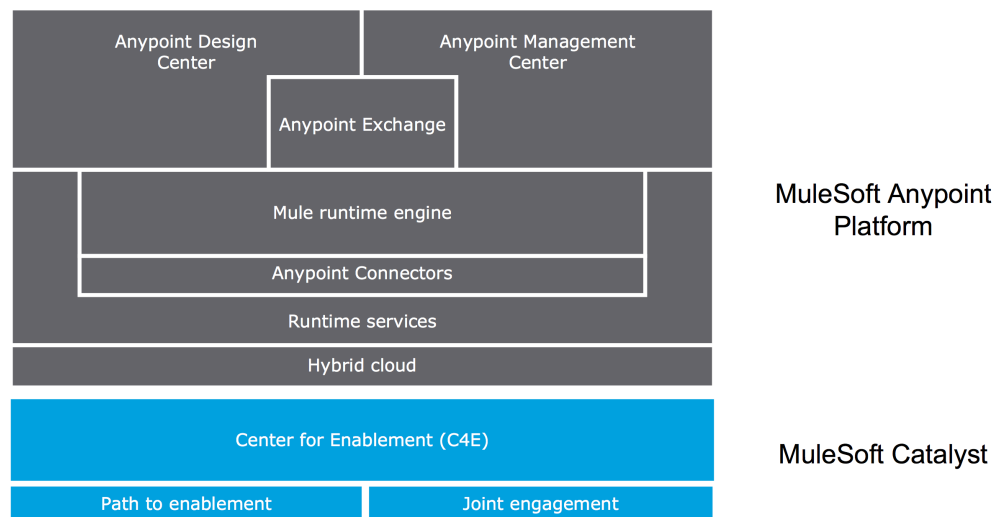 Anypoint Design
Center
Anypoint Management
Center
Anypoint Exchange
Mule runtime engine
Anypoint Connectors
Runtime services
Hybrid cloud
MuleSoft Anypoint
Platform
Center for Enablement (C4E)
MuleSoft Catalyst
Path to enablement
Joint engagement